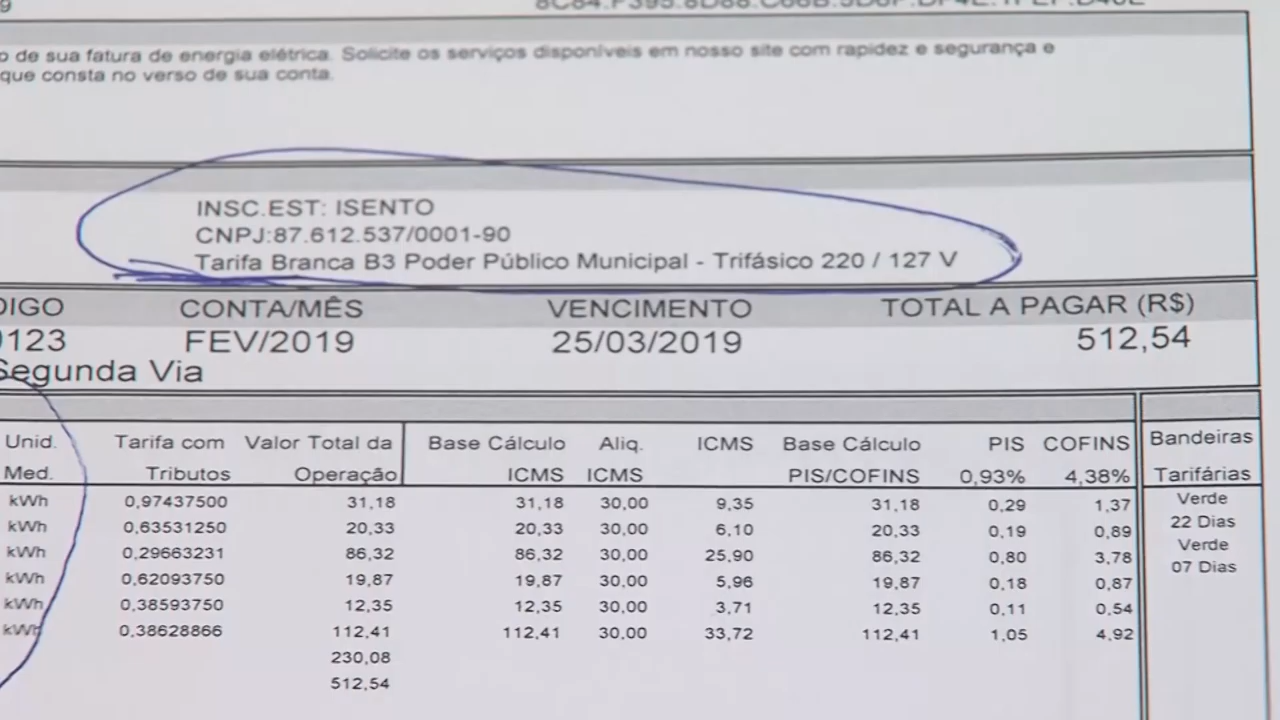 o de sua fatura de energia elétrica. Solicite os serviços disponíveis em nosso site com rapidez e segurança e
que consta no verso de sua conta.
INSC.EST: ISENTO
CNPJ:87.612.537/0001-90
Tarifa Branca B3 Poder Público Municipal - Trifásico 220 / 127 V
DIGO CONTA/MÊS VENCIMENTO TOTAL A PAGAR (R$)
0123 FEV/2019 25/03/2019 512,54
Segunda Via
Unid. Tarifa com Valor Total da Base Cálculo Aliq. ICMS Base Cálculo PIS COFINS Bandeiras
Med. Tributos Operação ICMS ICMS PIS/COFINS 0,93% 4,38% Tarifárias
kWh 0,97437500 31,18 31,18 30,00 9,35 31,18 0,29 1,37 Verde
kWh 0,63531250 20,33 20,33 30,00 6,10 20,33 0,19 0,89 22 Dias
kWh 0,29663231 86,32 86,32 30,00 25,90 86,32 0,80 3,78 Verde
kWh 0,62093750 19,87 19,87 30,00 5,96 19,87 0,18 0,87 07 Dias
kWh 0,38593750 12,35 12,35 30,00 3,71 12,35 0,11 0,54
kWh 0,38628866 112,41 112,41 30,00 33,72 112,41 1,05 4,92
230,08
512,54